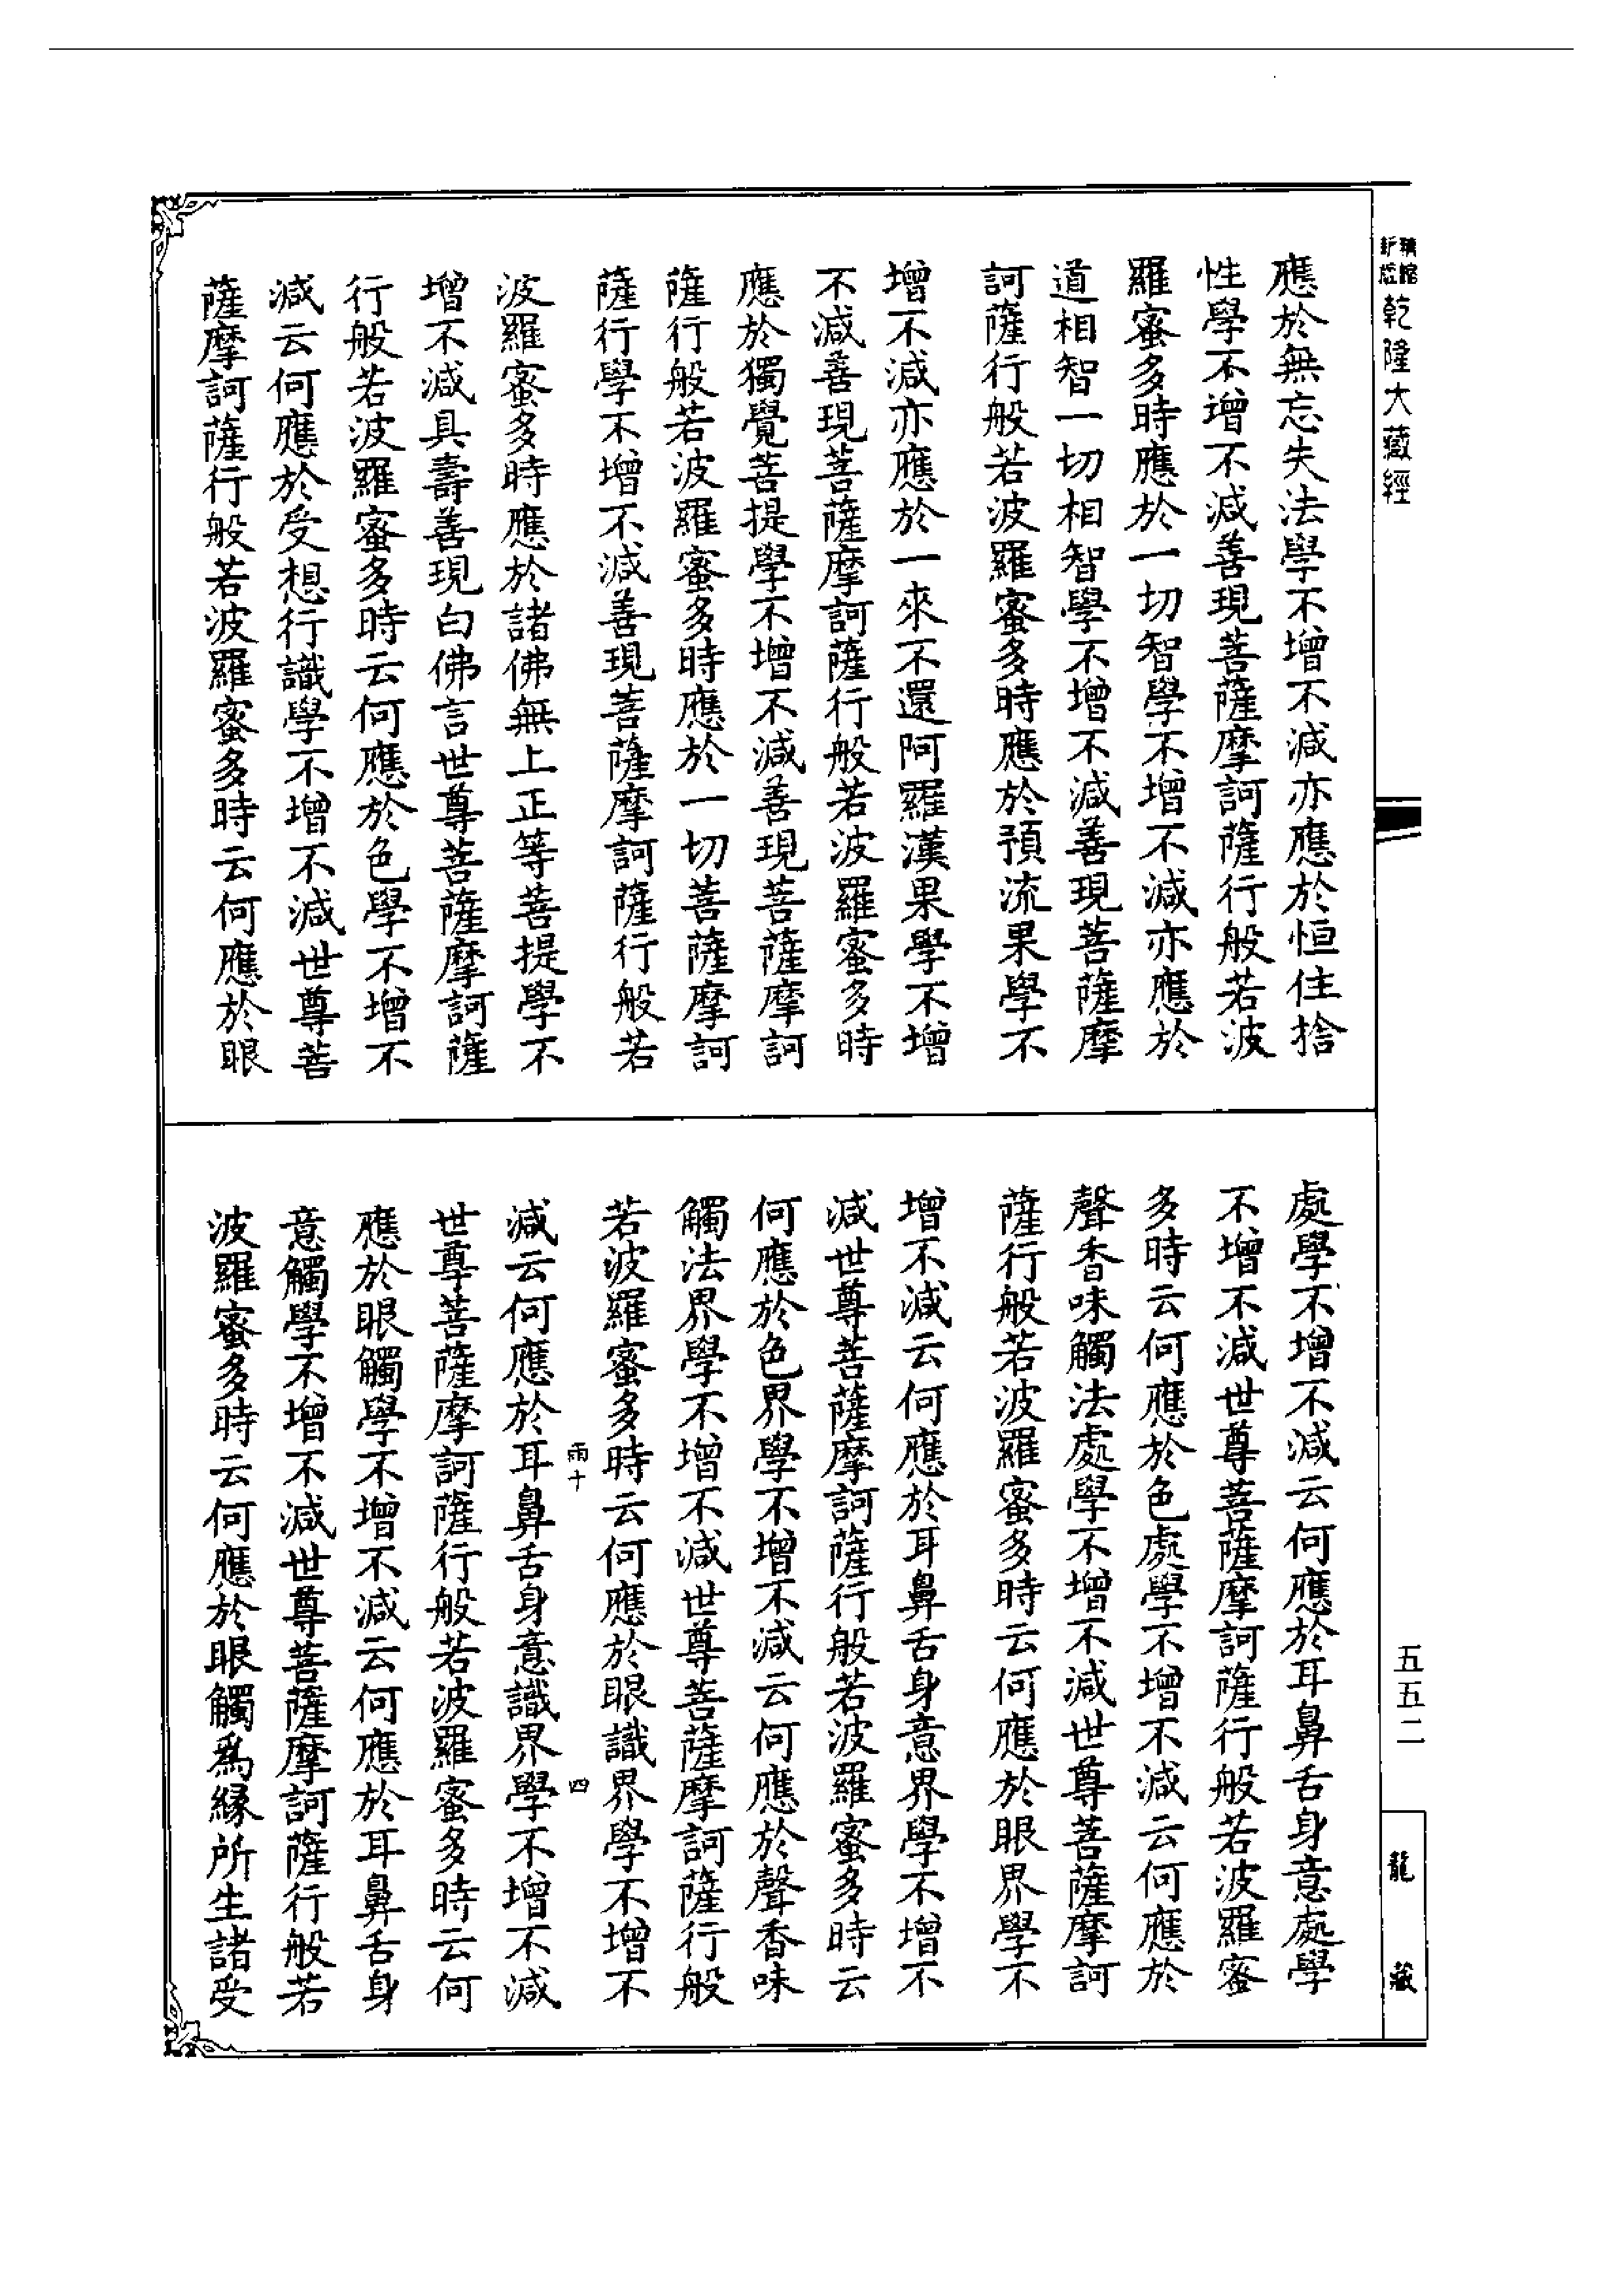 乾隆大藏經
應於無忘失法學不增不減亦應於恒住捨
性學不增不減善現菩薩摩訶薩行般若波
羅蜜多時應於一切智學不增不減亦應於
道相智一切相智學不增不減善現菩薩摩
訶薩行般若波羅蜜多時應於預流果學不
增不減亦應於一來不還阿羅漢果學不增
不減善現菩薩摩訶薩行般若波羅蜜多時
應於獨覺菩提學不增不減善現菩薩摩訶
薩行般若波羅蜜多時應於一切菩薩摩訶
薩行學不增不減善現菩薩摩訶薩行般若
波羅蜜多時應於諸佛無上正等菩提學不
增不減具壽善現白佛言世尊菩薩摩訶薩
行般若波羅蜜多時云何應於色學不增不
減云何應於受想行識學不增不減世尊菩
薩摩訶薩行般若波羅蜜多時云何應於眼
處學不增不減云何應於耳鼻舌身意處學
不增不減世尊菩薩摩訶薩行般若波羅蜜
多時云何應於色處學不增不減云何應於
聲香味觸法處學不增不減世尊菩薩摩訶
薩行般若波羅蜜多時云何應於眼界學不
增不減云何應於耳鼻舌身意界學不增不
減世尊菩薩摩訶薩行般若波羅蜜多時云
何應於色界學不增不減云何應於聲香味
觸法界學不增不減世尊菩薩摩訶薩行般
若波羅蜜多時云何應於眼識界學不增不
雨十 四
減云何應於耳鼻舌身意識界學不增不減
世尊菩薩摩訶薩行般若波羅蜜多時云何
應於眼觸學不增不減云何應於耳鼻舌身
意觸學不增不減世尊菩薩摩訶薩行般若
波羅蜜多時云何應於眼觸為緣所生諸受
五五二
龍藏